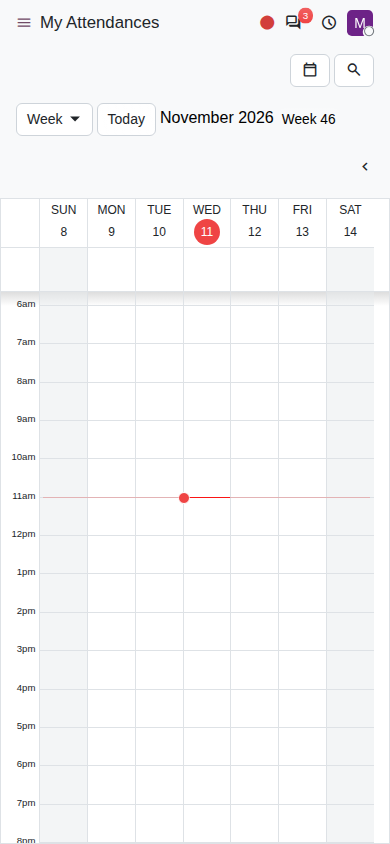 My Attendances
3
M
Week
Today
November 2026
Week 46
SUN MON TUE WED THU FRI SAT
8 9 10 11 12 13 14
6am
7am
8am
9am
10am
11am
12pm
1pm
2pm
3pm
4pm
5pm
6pm
7pm
8pm